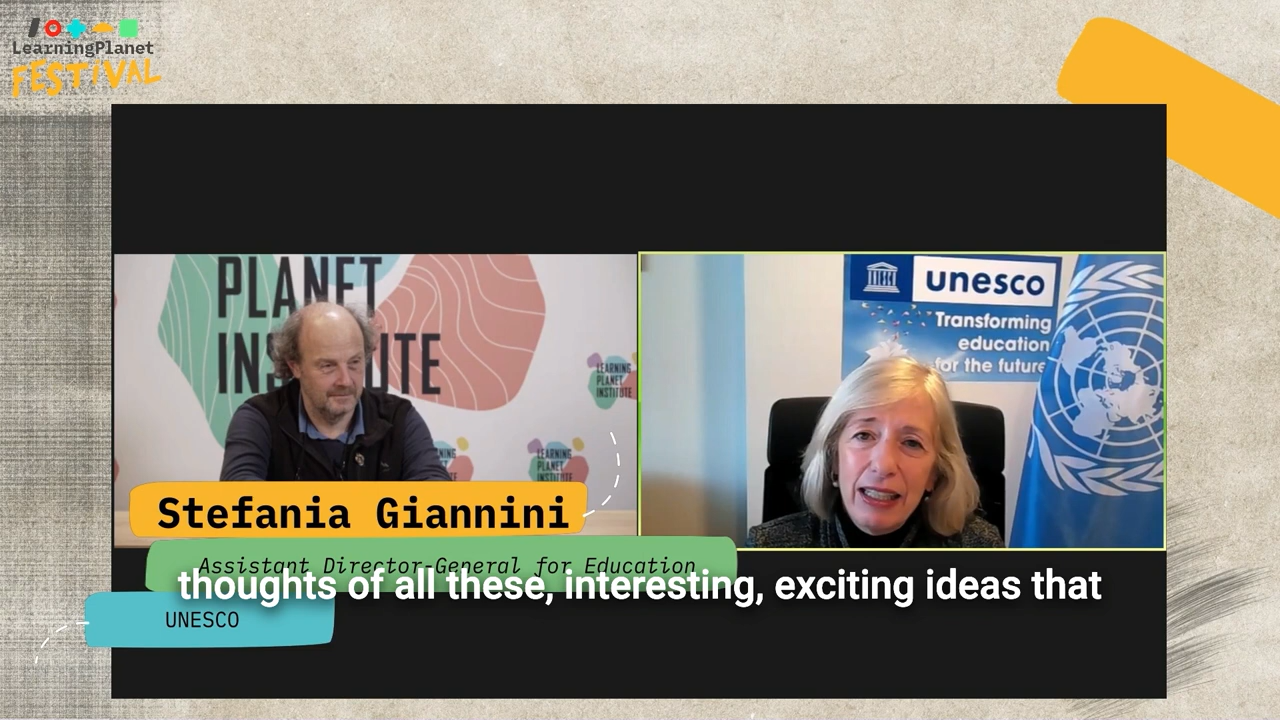 LearningPlanet
FESTIVAL
PLANET
INSTITUTE
LEARNING
PLANET
INSTITUTE
LEARNING
PLANET
INSTITUTE
unesco
Transforming
education
for the future
Stefania Giannini
Assistant Director-General for Education
thoughts of all these, interesting, exciting ideas that
UNESCO